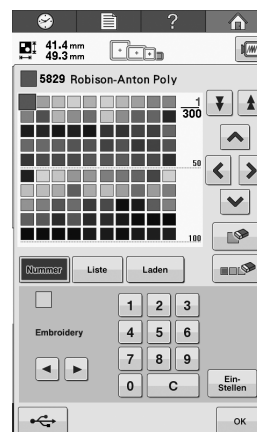 ?
41.4 mm
49.3 mm
5829 Robison-Anton Poly
1
300
50
100
Nummer Liste Laden
1 2 3
Embroidery 4 5 6
7 8 9
0 C
Ein-
Stellen
OK